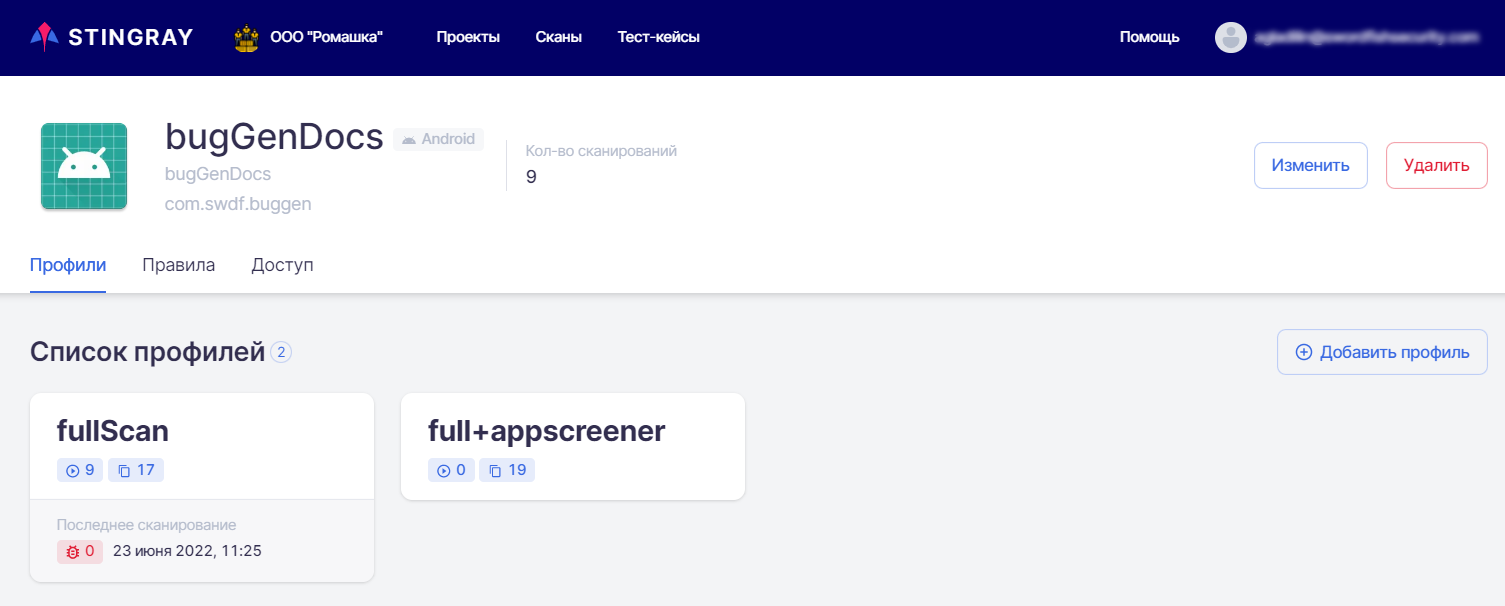 STINGRAY ООО "Ромашка" Проекты Сканы Тест-кейсы Помощь
bugGenDocs Android
bugGenDocs
com.swdf.buggen
Кол-во сканирований
9
Изменить Удалить
Профили Правила Доступ
Список профилей 2
Добавить профиль
fullScan
9 17
Последнее сканирование
0 23 июня 2022, 11:25
full+appscreener
0 19